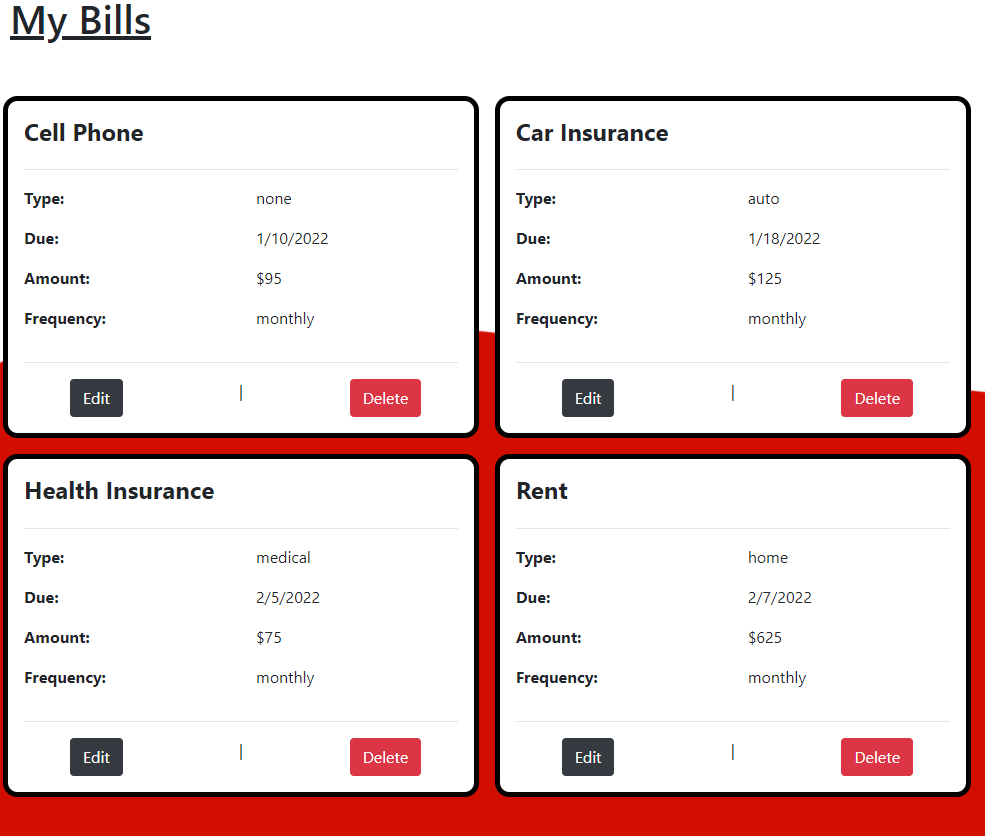 My Bills
Cell Phone
Type: none
Due: 1/10/2022
Amount: $95
Frequency: monthly
Edit | Delete
Car Insurance
Type: auto
Due: 1/18/2022
Amount: $125
Frequency: monthly
Edit | Delete
Health Insurance
Type: medical
Due: 2/5/2022
Amount: $75
Frequency: monthly
Edit | Delete
Rent
Type: home
Due: 2/7/2022
Amount: $625
Frequency: monthly
Edit | Delete